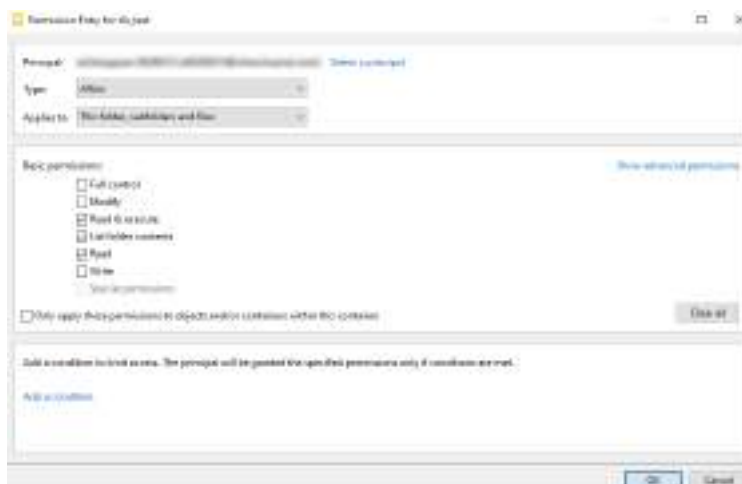 Permission Entry for
Principal: Select a principal
Type: Allow
Applies to: This folder, subfolders and files
Basic permissions: Show advanced permissions
Full control
Modify
Read & execute
List folder contents
Read
Write
Special permissions
Only apply these permissions to objects and/or containers within this container
Clear all
Add a condition to limit access. The principal will be granted the specified permissions only if conditions are met.
Add a condition
OK Cancel